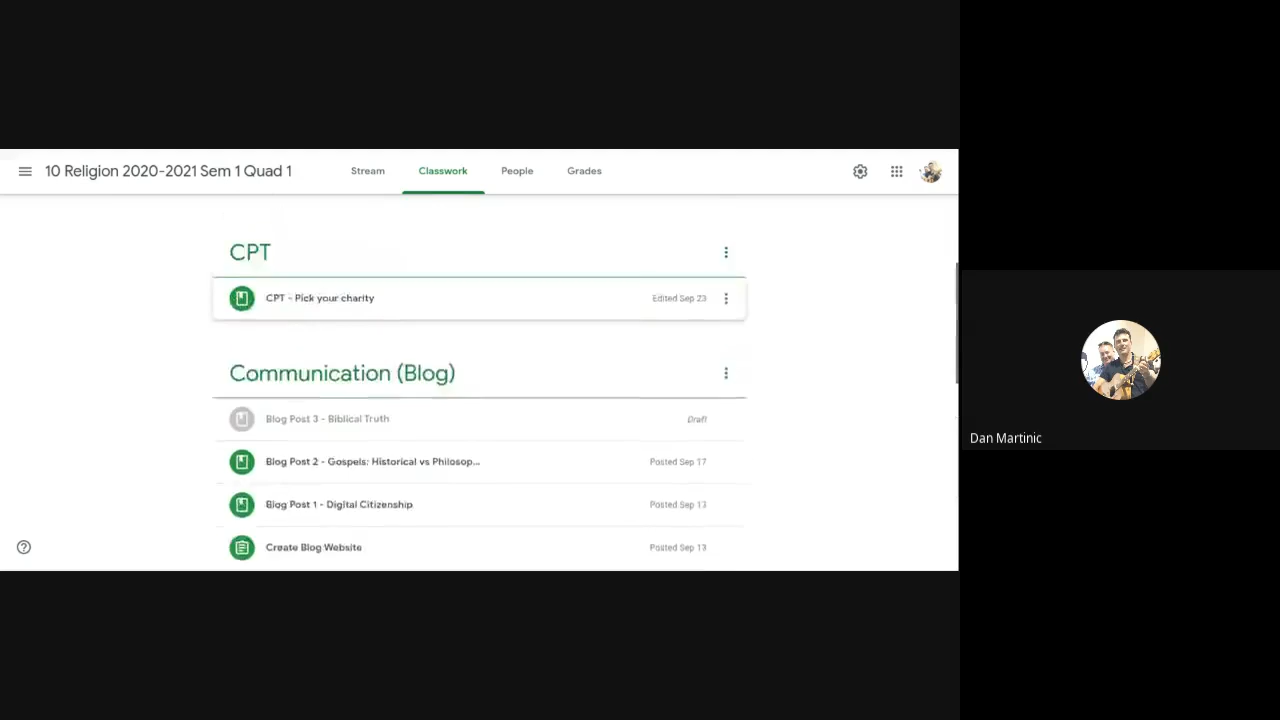 10 Religion 2020-2021 Sem 1 Quad 1 Stream Classwork People Grades
CPT
CPT - Pick your charity Edited Sep 23
Communication (Blog)
Blog Post 3 - Biblical Truth Draft
Blog Post 2 - Gospels: Historical vs Philosop... Posted Sep 17
Blog Post 1 - Digital Citizenship Posted Sep 13
Create Blog Website Posted Sep 13
Dan Martinic